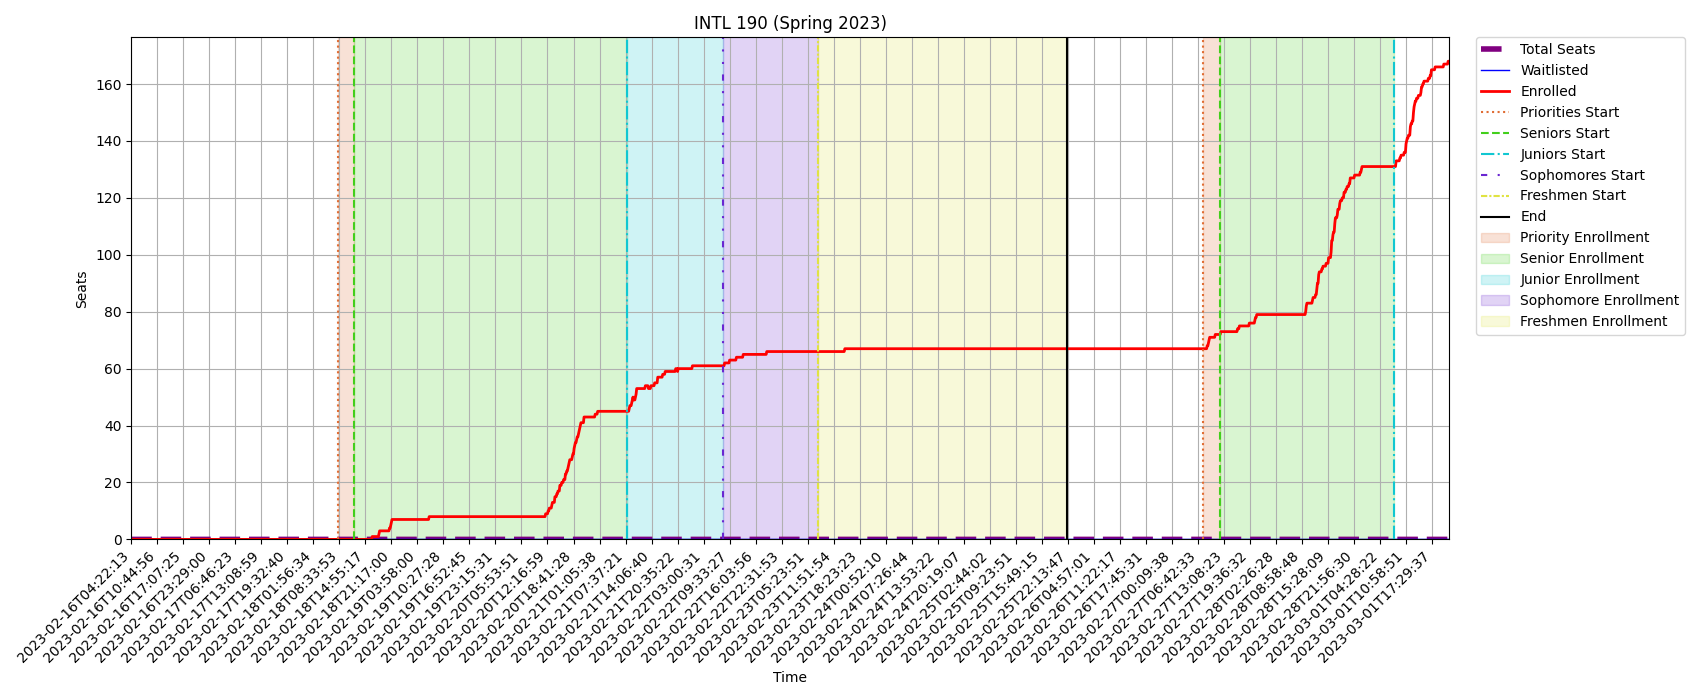 INTL 190 (Spring 2023)
Seats
0
20
40
60
80
100
120
140
160
2023-02-16T04:22:13
2023-02-16T10:44:56
2023-02-16T17:07:25
2023-02-16T23:29:00
2023-02-17T06:46:23
2023-02-17T13:08:59
2023-02-17T19:32:40
2023-02-18T01:56:34
2023-02-18T08:33:53
2023-02-18T14:55:17
2023-02-18T21:17:00
2023-02-19T03:58:00
2023-02-19T10:27:28
2023-02-19T16:52:45
2023-02-19T23:15:31
2023-02-20T05:53:51
2023-02-20T12:16:59
2023-02-20T18:41:28
2023-02-21T01:05:38
2023-02-21T07:37:21
2023-02-21T14:06:40
2023-02-21T20:35:22
2023-02-22T03:00:31
2023-02-22T09:33:27
2023-02-22T16:03:56
2023-02-22T22:31:53
2023-02-23T05:23:51
2023-02-23T11:51:54
2023-02-23T18:23:23
2023-02-24T00:52:10
2023-02-24T07:26:44
2023-02-24T13:53:22
2023-02-24T20:19:07
2023-02-25T02:44:02
2023-02-25T09:23:51
2023-02-25T15:49:15
2023-02-25T22:13:47
2023-02-26T04:57:01
2023-02-26T11:22:17
2023-02-26T17:45:31
2023-02-27T00:09:38
2023-02-27T06:42:33
2023-02-27T13:08:23
2023-02-27T19:36:32
2023-02-28T02:26:28
2023-02-28T08:58:48
2023-02-28T15:28:09
2023-02-28T21:56:30
2023-03-01T04:28:22
2023-03-01T10:58:51
2023-03-01T17:29:37
Time
Total Seats
Waitlisted
Enrolled
Priorities Start
Seniors Start
Juniors Start
Sophomores Start
Freshmen Start
End
Priority Enrollment
Senior Enrollment
Junior Enrollment
Sophomore Enrollment
Freshmen Enrollment